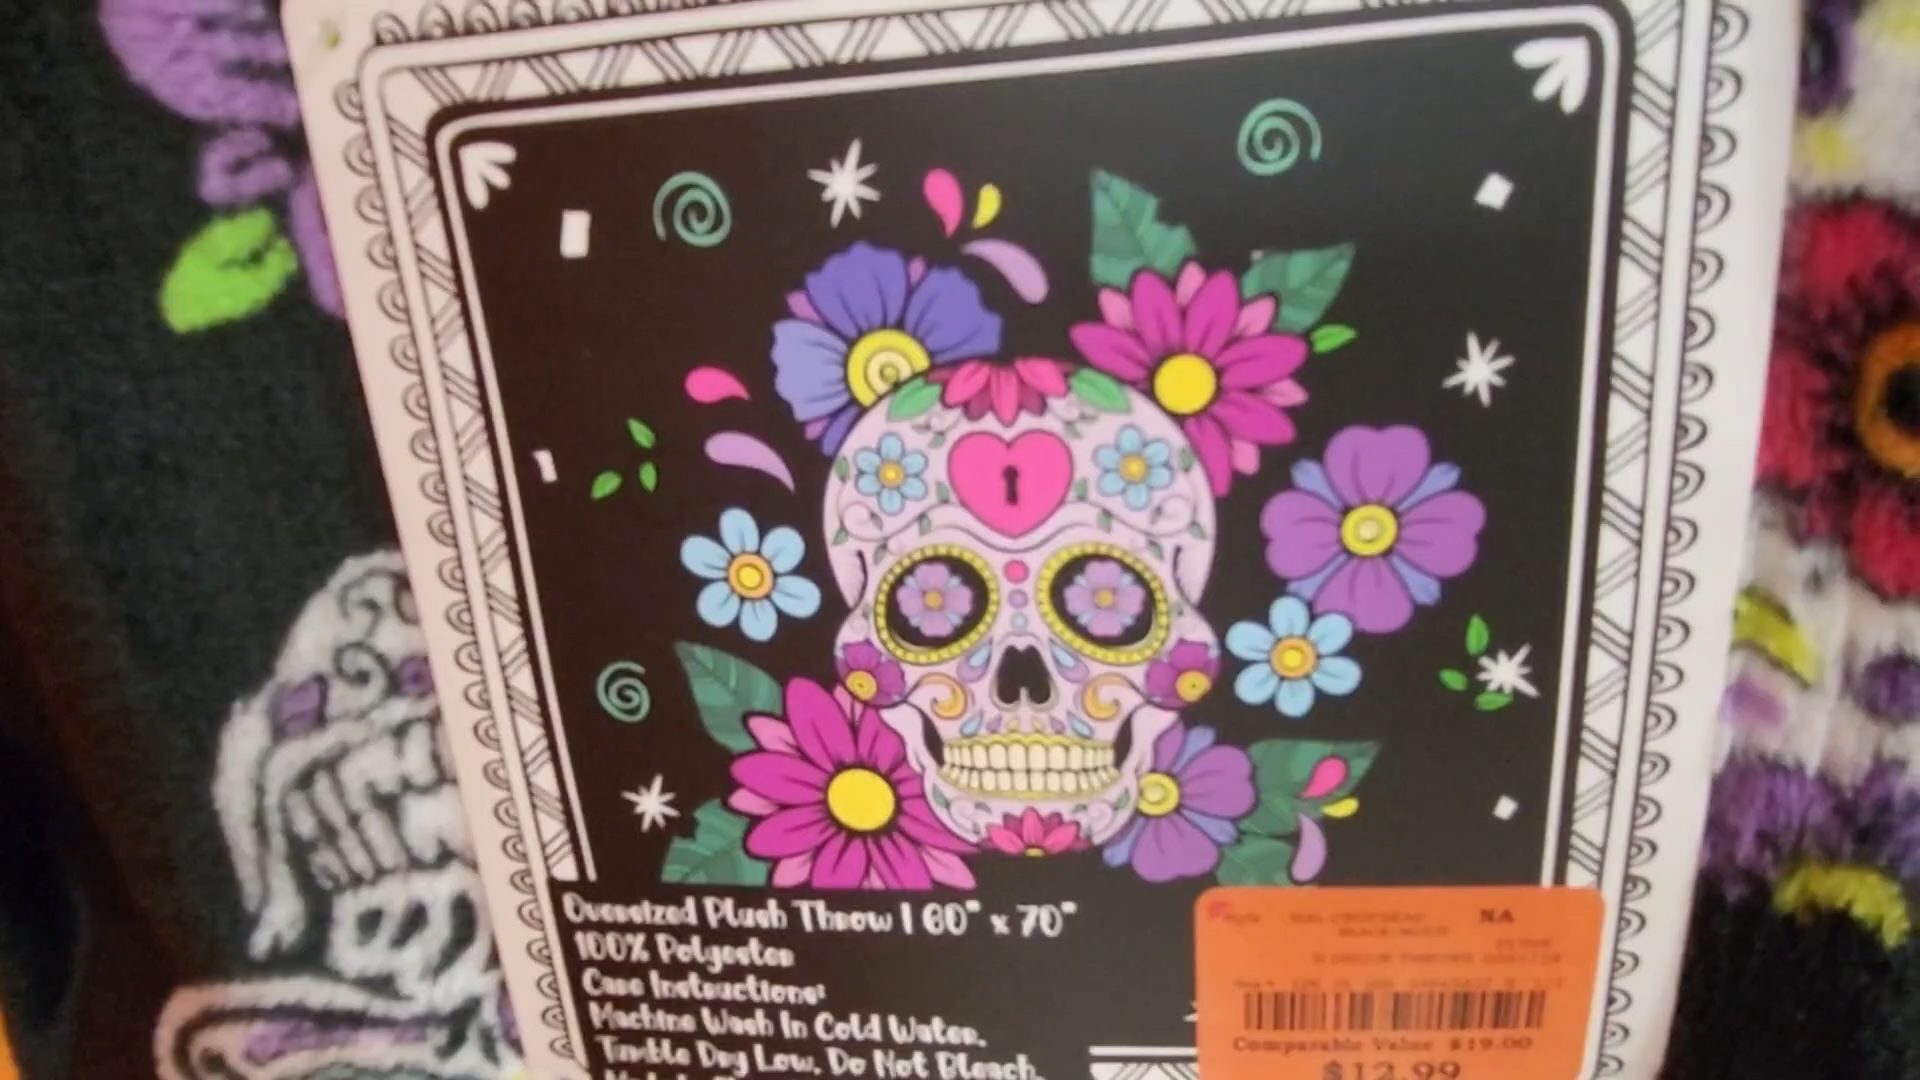 Oversized Plush Throw | 60" x 70"
100% Polyester
Care Instructions:
Machine Wash In Cold Water.
Tumble Dry Low. Do Not Bleach.
NA
Comparable Value $19.00
$12.99